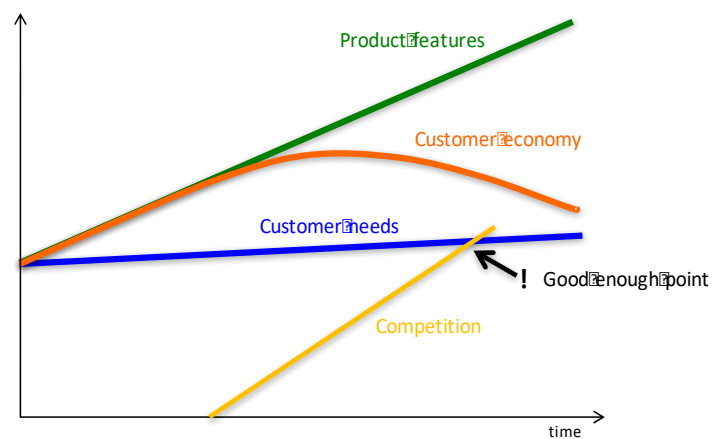 Product features
Customer economy
Customer needs
! Good enough point
Competition
time